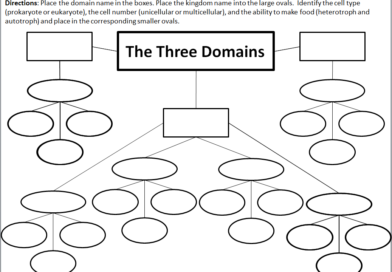 Directions: Place the domain name in the boxes. Place the kingdom name into the large ovals. Identify the cell type
(prokaryote or eukaryote), the cell number (unicellular or multicellular), and the ability to make food (heterotroph and
autotroph) and place in the corresponding smaller ovals.
The Three Domains